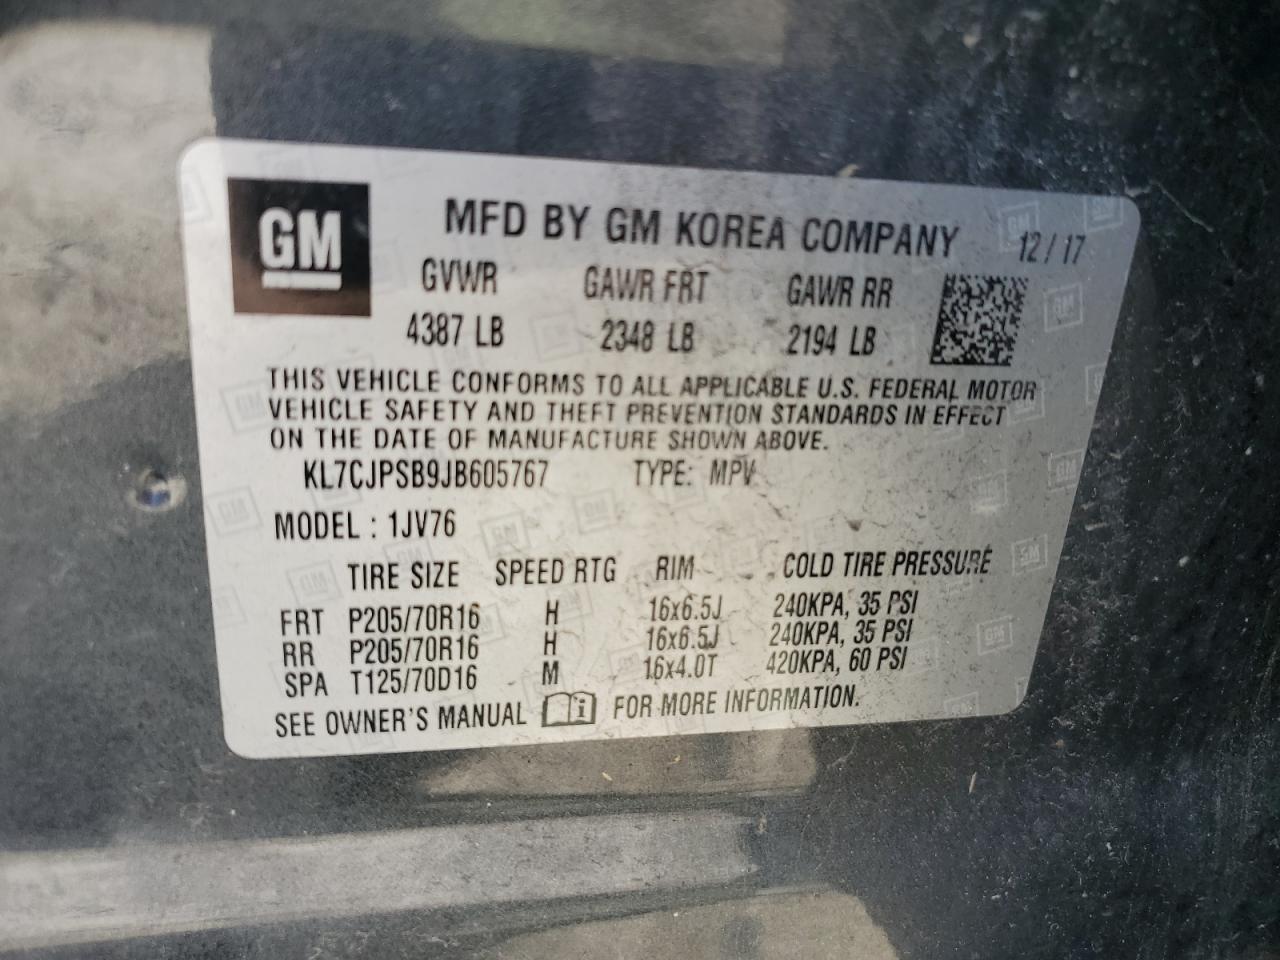 GM
MFD BY GM KOREA COMPANY 12/17
GVWR GAWR FRT GAWR RR
4387 LB 2348 LB 2194 LB
THIS VEHICLE CONFORMS TO ALL APPLICABLE U.S. FEDERAL MOTOR
VEHICLE SAFETY AND THEFT PREVENTION STANDARDS IN EFFECT
ON THE DATE OF MANUFACTURE SHOWN ABOVE.
KL7CJPSB9JB605767 TYPE: MPV
MODEL : 1JV76
TIRE SIZE SPEED RTG RIM COLD TIRE PRESSURE
FRT P205/70R16 H 16x6.5J 240KPA, 35 PSI
RR P205/70R16 H 16x6.5J 240KPA, 35 PSI
SPA T125/70D16 M 16x4.0T 420KPA, 60 PSI
SEE OWNER'S MANUAL i FOR MORE INFORMATION.